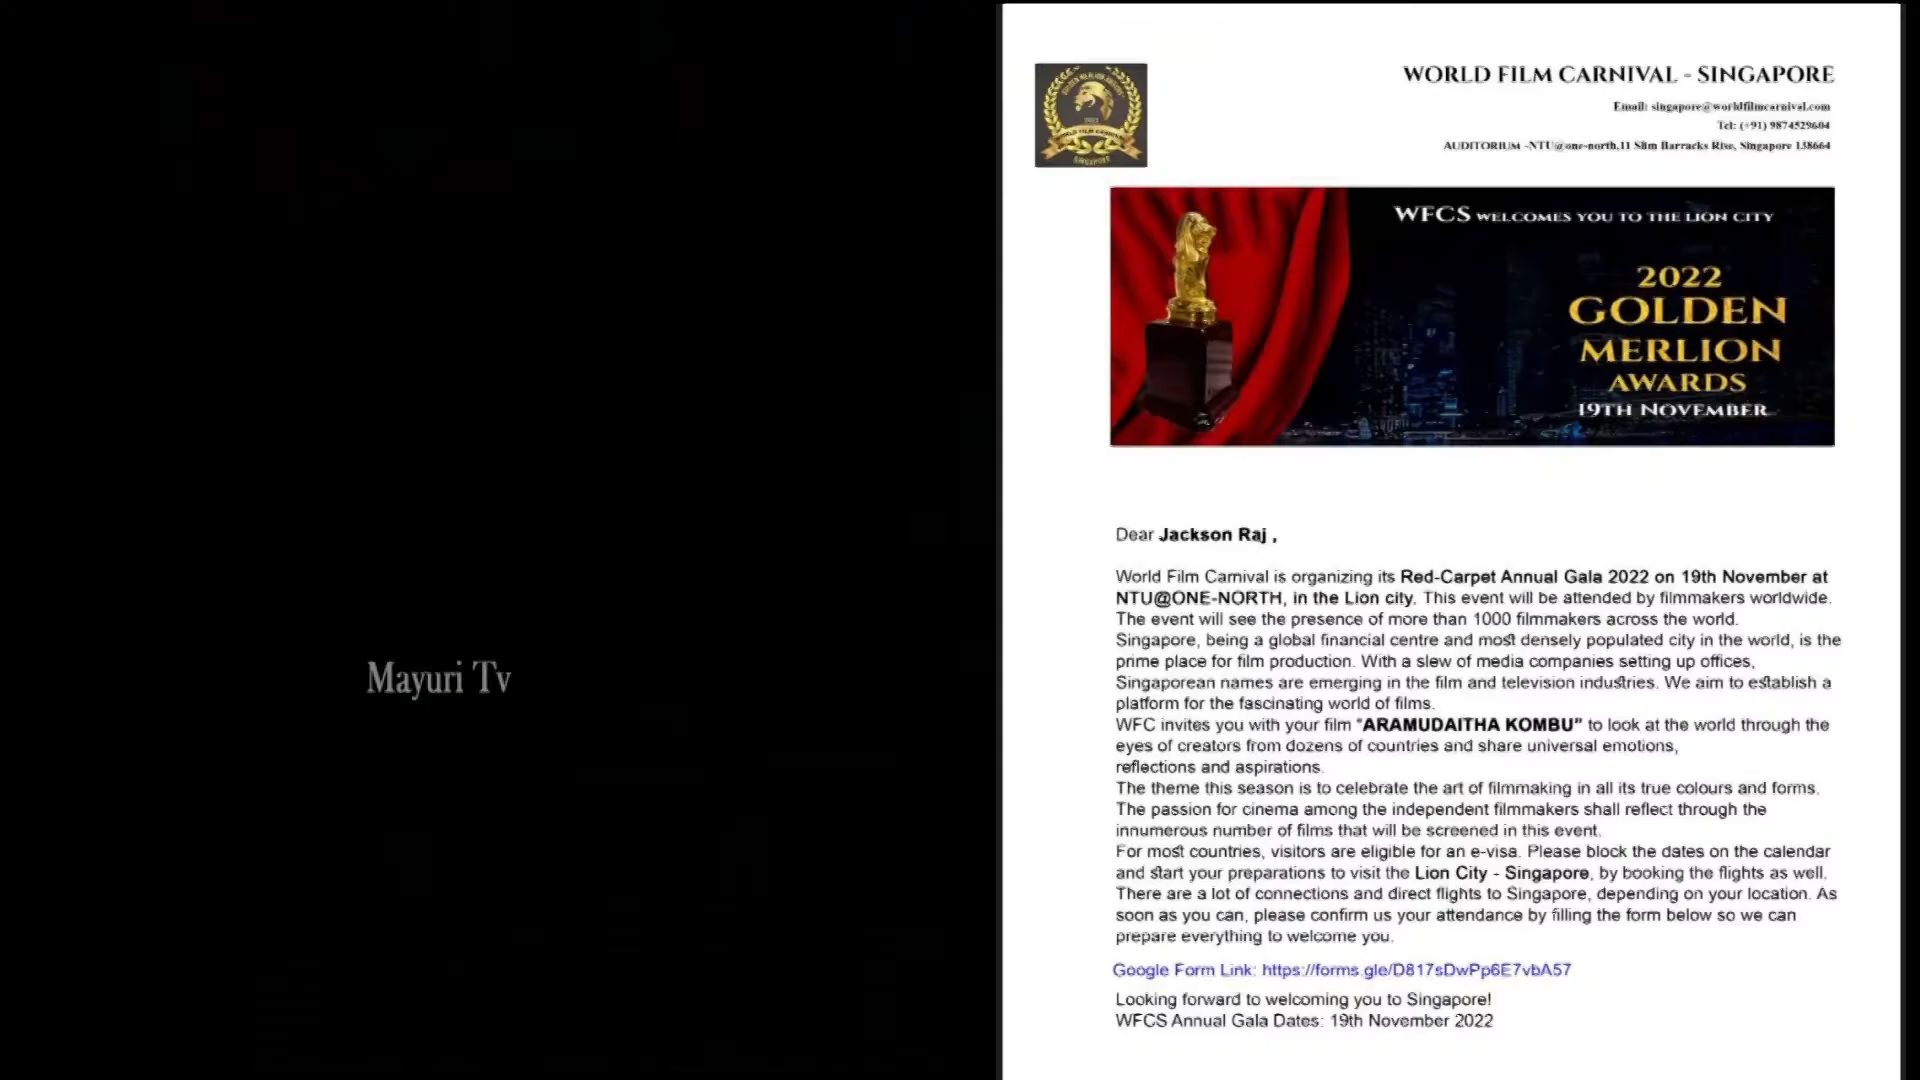 Mayuri Tv
WORLD FILM CARNIVAL - SINGAPORE
Email: singapore@worldfilmcarnival.com
Tel: (+91) 9874529604
AUDITORIUM -NTU@one-north,11 Slim Barracks Rise, Singapore 138664
WORLD FILM CARNIVAL
SINGAPORE
WFCS WELCOMES YOU TO THE LION CITY
2022
GOLDEN
MERLION
AWARDS
19TH NOVEMBER
Dear Jackson Raj ,
World Film Carnival is organizing its Red-Carpet Annual Gala 2022 on 19th November at
NTU@ONE-NORTH, in the Lion city. This event will be attended by filmmakers worldwide.
The event will see the presence of more than 1000 filmmakers across the world.
Singapore, being a global financial centre and most densely populated city in the world, is the
prime place for film production. With a slew of media companies setting up offices,
Singaporean names are emerging in the film and television industries. We aim to establish a
platform for the fascinating world of films.
WFC invites you with your film "ARAMUDAITHA KOMBU" to look at the world through the
eyes of creators from dozens of countries and share universal emotions,
reflections and aspirations.
The theme this season is to celebrate the art of filmmaking in all its true colours and forms.
The passion for cinema among the independent filmmakers shall reflect through the
innumerous number of films that will be screened in this event.
For most countries, visitors are eligible for an e-visa. Please block the dates on the calendar
and start your preparations to visit the Lion City - Singapore, by booking the flights as well.
There are a lot of connections and direct flights to Singapore, depending on your location. As
soon as you can, please confirm us your attendance by filling the form below so we can
prepare everything to welcome you.
Google Form Link: https://forms.gle/D817sDwPp6E7vbA57
Looking forward to welcoming you to Singapore!
WFCS Annual Gala Dates: 19th November 2022